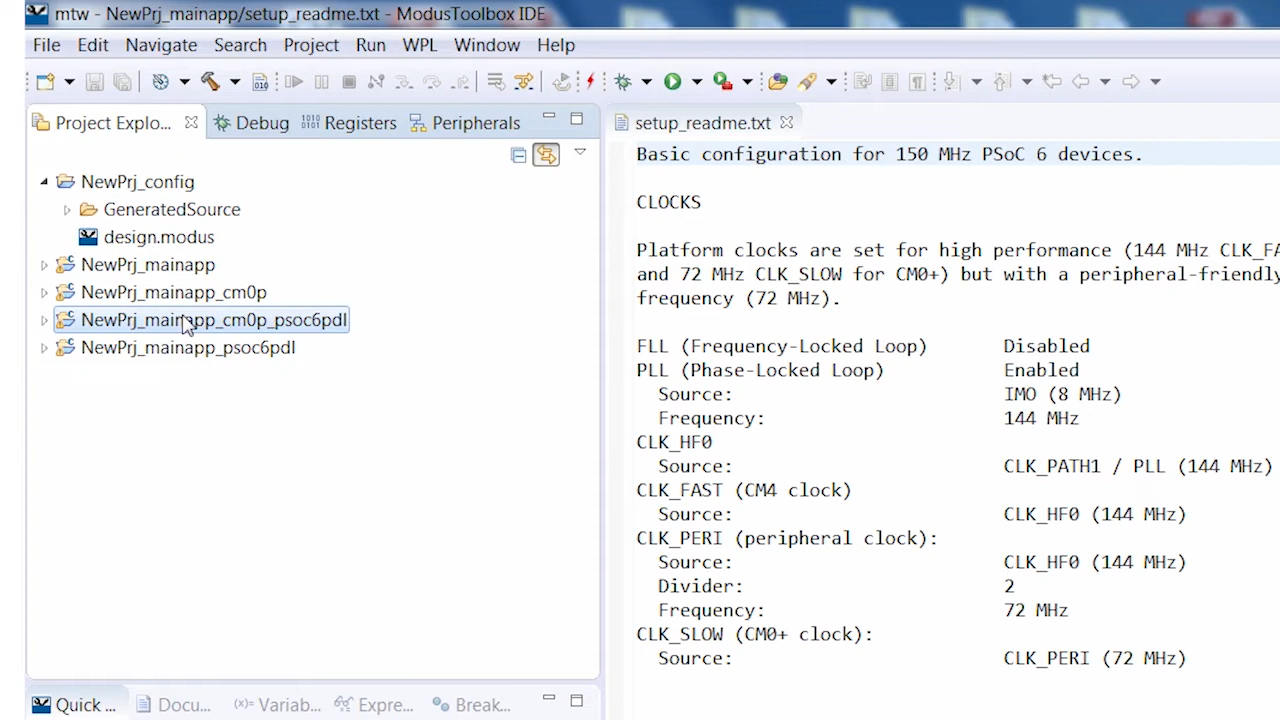 mtw - NewPrj_mainapp/setup_readme.txt - ModusToolbox IDE
File Edit Navigate Search Project Run WPL Window Help
Project Explo... Debug Registers Peripherals
NewPrj_config
GeneratedSource
design.modus
NewPrj_mainapp
NewPrj_mainapp_cm0p
NewPrj_mainapp_cm0p_psoc6pdl
NewPrj_mainapp_psoc6pdl
Quick ... Docu... (x)= Variab... Expre... Break...
setup_readme.txt
Basic configuration for 150 MHz PSoC 6 devices.
CLOCKS
Platform clocks are set for high performance (144 MHz CLK_FA
and 72 MHz CLK_SLOW for CM0+) but with a peripheral-friendly
frequency (72 MHz).
FLL (Frequency-Locked Loop) Disabled
PLL (Phase-Locked Loop) Enabled
Source: IMO (8 MHz)
Frequency: 144 MHz
CLK_HF0
Source: CLK_PATH1 / PLL (144 MHz)
CLK_FAST (CM4 clock)
Source: CLK_HF0 (144 MHz)
CLK_PERI (peripheral clock):
Source: CLK_HF0 (144 MHz)
Divider: 2
Frequency: 72 MHz
CLK_SLOW (CM0+ clock):
Source: CLK_PERI (72 MHz)